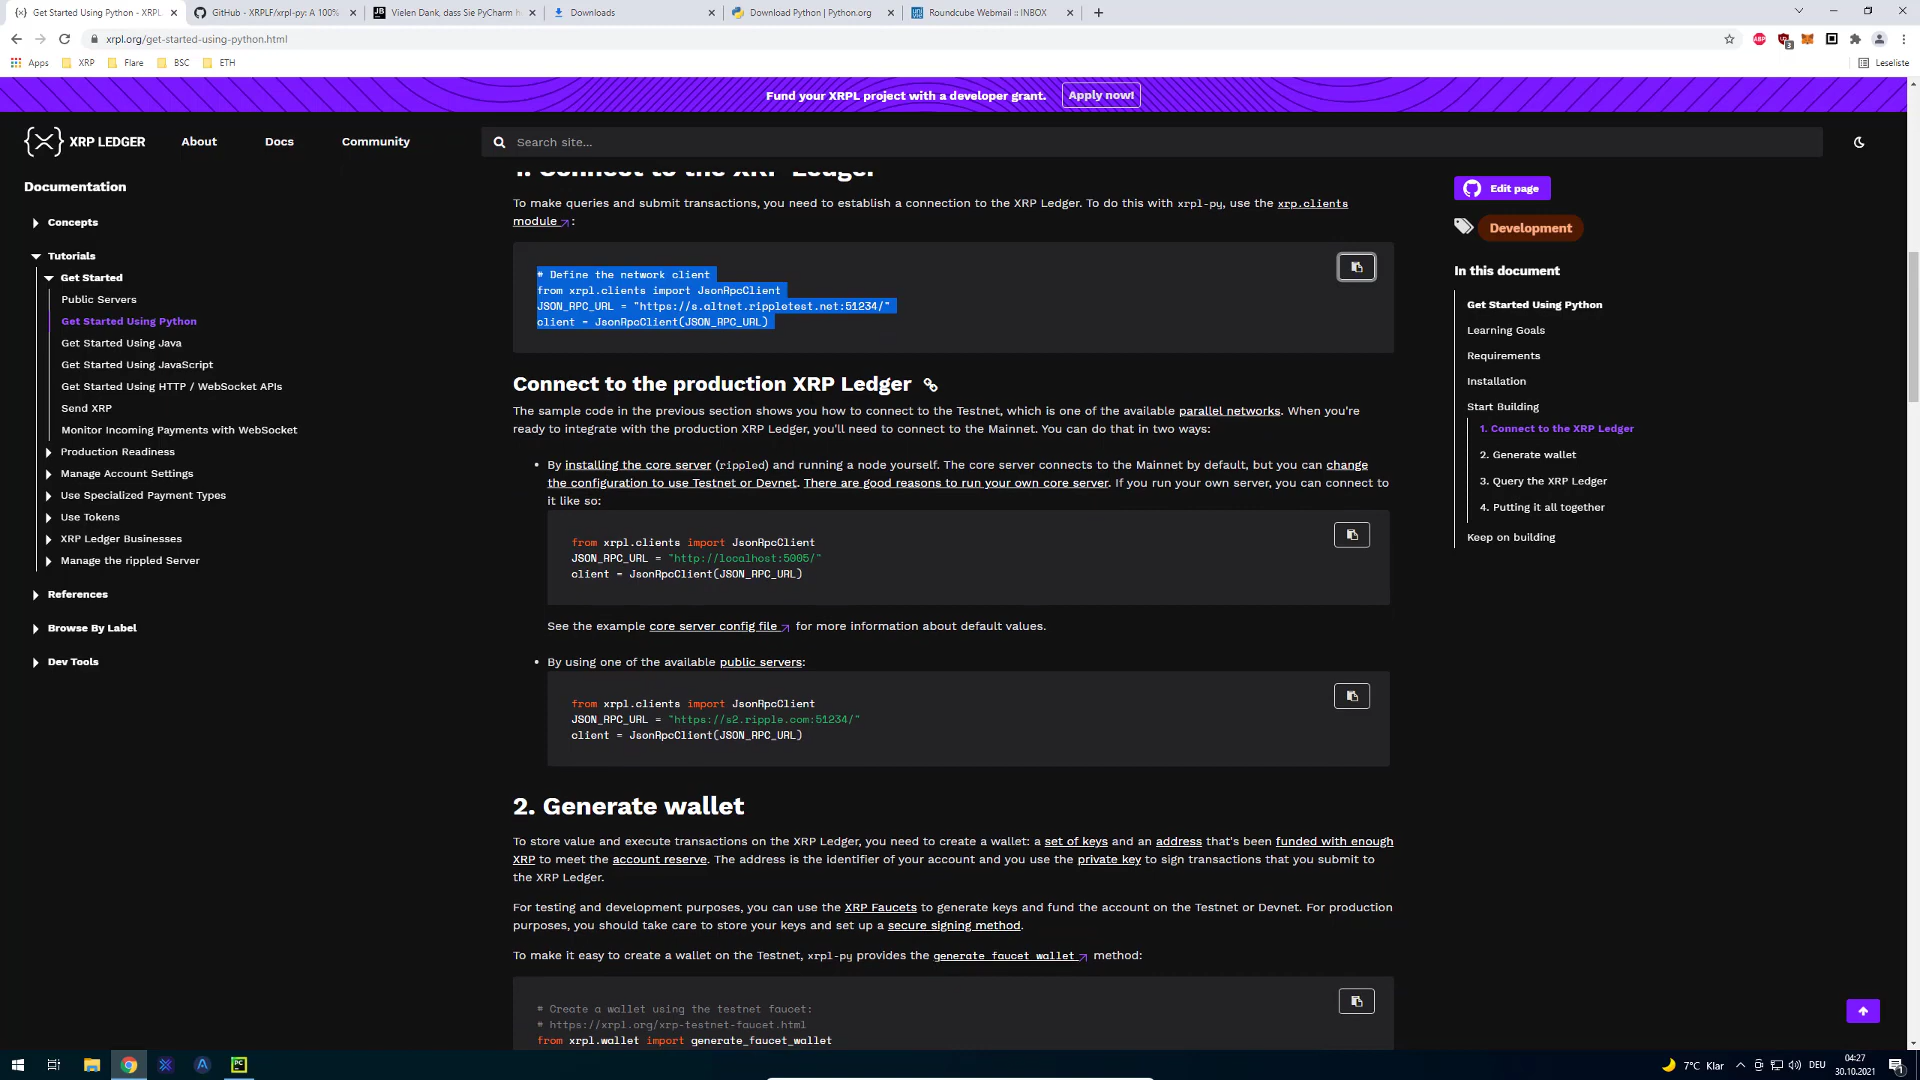 Get Started Using Python - XRPL
GitHub - XRPLF/xrpl-py: A 100%
Vielen Dank, dass Sie PyCharm h
Downloads
Download Python | Python.org
Roundcube Webmail :: INBOX
xrpl.org/get-started-using-python.html
Apps
XRP
Flare
BSC
ETH
Leseliste
Fund your XRPL project with a developer grant.
Apply now!
XRP LEDGER
About
Docs
Community
Search site...
Documentation
Concepts
Tutorials
Get Started
Public Servers
Get Started Using Python
Get Started Using Java
Get Started Using JavaScript
Get Started Using HTTP / WebSocket APIs
Send XRP
Monitor Incoming Payments with WebSocket
Production Readiness
Manage Account Settings
Use Specialized Payment Types
Use Tokens
XRP Ledger Businesses
Manage the rippled Server
References
Browse By Label
Dev Tools
1. Connect to the XRP Ledger
To make queries and submit transactions, you need to establish a connection to the XRP Ledger. To do this with xrpl-py, use the xrp.clients
module :
# Define the network client
from xrpl.clients import JsonRpcClient
JSON_RPC_URL = "https://s.altnet.rippletest.net:51234/"
client = JsonRpcClient(JSON_RPC_URL)
Connect to the production XRP Ledger
The sample code in the previous section shows you how to connect to the Testnet, which is one of the available parallel networks. When you're
ready to integrate with the production XRP Ledger, you'll need to connect to the Mainnet. You can do that in two ways:
• By installing the core server (rippled) and running a node yourself. The core server connects to the Mainnet by default, but you can change
the configuration to use Testnet or Devnet. There are good reasons to run your own core server. If you run your own server, you can connect to
it like so:
from xrpl.clients import JsonRpcClient
JSON_RPC_URL = "http://localhost:5005/"
client = JsonRpcClient(JSON_RPC_URL)
See the example core server config file for more information about default values.
• By using one of the available public servers:
from xrpl.clients import JsonRpcClient
JSON_RPC_URL = "https://s2.ripple.com:51234/"
client = JsonRpcClient(JSON_RPC_URL)
2. Generate wallet
To store value and execute transactions on the XRP Ledger, you need to create a wallet: a set of keys and an address that's been funded with enough
XRP to meet the account reserve. The address is the identifier of your account and you use the private key to sign transactions that you submit to
the XRP Ledger.
For testing and development purposes, you can use the XRP Faucets to generate keys and fund the account on the Testnet or Devnet. For production
purposes, you should take care to store your keys and set up a secure signing method.
To make it easy to create a wallet on the Testnet, xrpl-py provides the generate_faucet_wallet method:
# Create a wallet using the testnet faucet:
# https://xrpl.org/xrp-testnet-faucet.html
from xrpl.wallet import generate_faucet_wallet
Edit page
Development
In this document
Get Started Using Python
Learning Goals
Requirements
Installation
Start Building
1. Connect to the XRP Ledger
2. Generate wallet
3. Query the XRP Ledger
4. Putting it all together
Keep on building
7°C Klar
DEU
04:27
30.10.2021